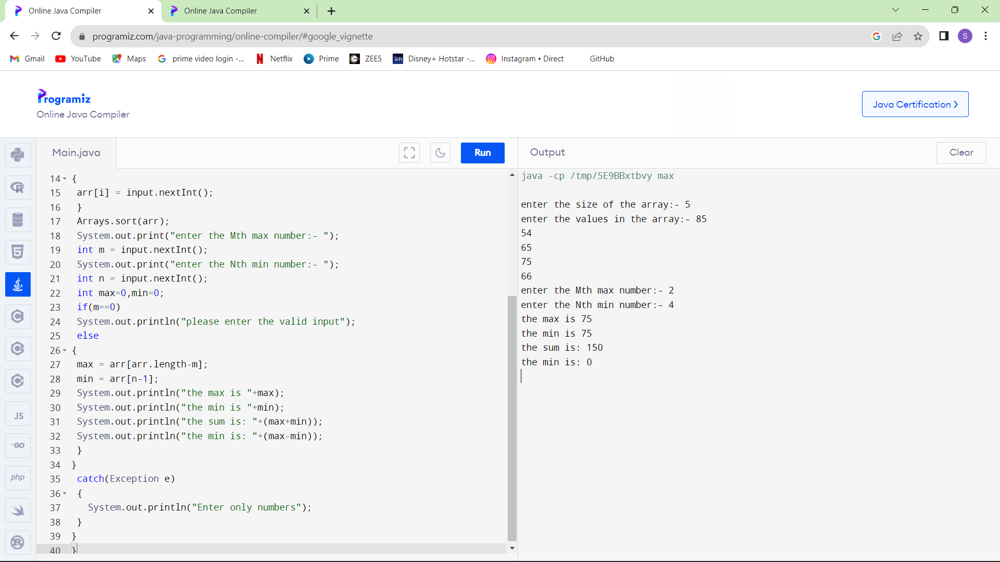 Online Java Compiler
Online Java Compiler
programiz.com/java-programming/online-compiler/#google_vignette
S
Gmail YouTube Maps prime video login -... Netflix Prime ZEE5 Disney+ Hotstar -... Instagram • Direct GitHub
Programiz
Online Java Compiler
Java Certification ❯
Main.java
Run
Output
Clear
14 {
15 arr[i] = input.nextInt();
16 }
17 Arrays.sort(arr);
18 System.out.print("enter the Mth max number:- ");
19 int m = input.nextInt();
20 System.out.print("enter the Nth min number:- ");
21 int n = input.nextInt();
22 int max=0,min=0;
23 if(m==0)
24 System.out.println("please enter the valid input");
25 else
26 {
27 max = arr[arr.length-m];
28 min = arr[n-1];
29 System.out.println("the max is "+max);
30 System.out.println("the min is "+min);
31 System.out.println("the sum is: "+(max+min));
32 System.out.println("the min is: "+(max-min));
33 }
34 }
35 catch(Exception e)
36 {
37 System.out.println("Enter only numbers");
38 }
39 }
40 }
java -cp /tmp/5E9BBxtbvy max
enter the size of the array:- 5
enter the values in the array:- 85
54
65
75
66
enter the Mth max number:- 2
enter the Nth min number:- 4
the max is 75
the min is 75
the sum is: 150
the min is: 0
R
5
C
C
C
JS
GO
php
R